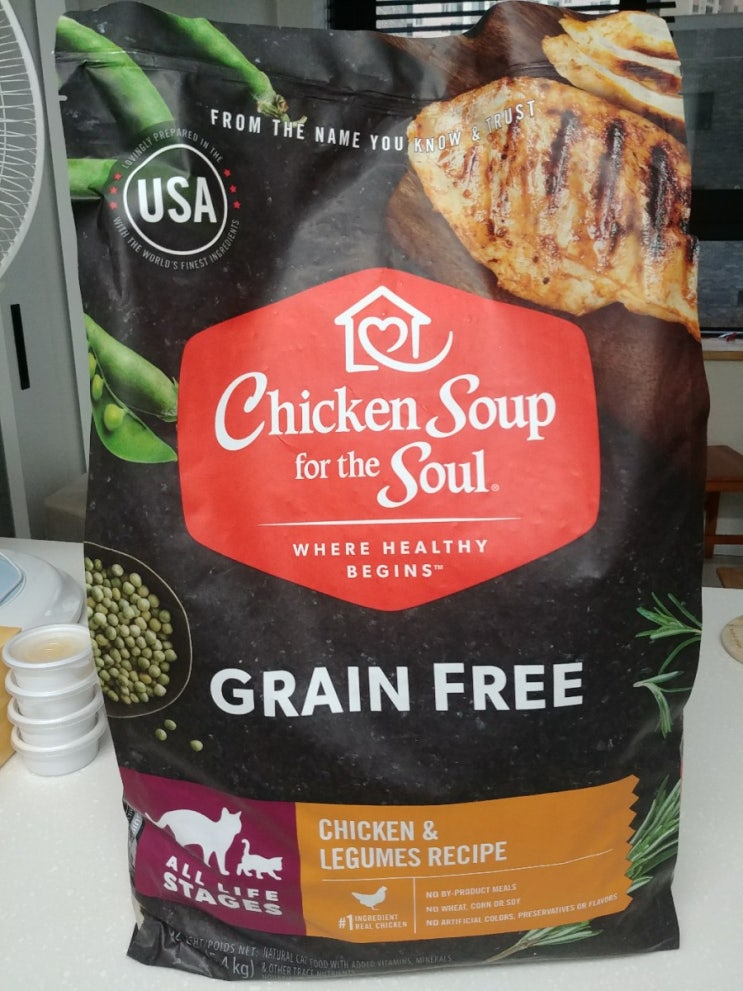 FROM THE NAME YOU KNOW & TRUST
LOVINGLY PREPARED IN THE
USA
WITH THE WORLD'S FINEST INGREDIENTS
Chicken Soup
for the Soul®
WHERE HEALTHY
BEGINS™
GRAIN FREE
ALL LIFE
STAGES
CHICKEN &
LEGUMES RECIPE
#1 INGREDIENT
REAL CHICKEN
NO BY-PRODUCT MEALS
NO WHEAT, CORN OR SOY
NO ARTIFICIAL COLORS, PRESERVATIVES OR FLAVORS
POIDS NET:
kg)
NATURAL CAT FOOD WITH ADDED VITAMINS, MINERALS
& OTHER TRACE NUTRIENTS